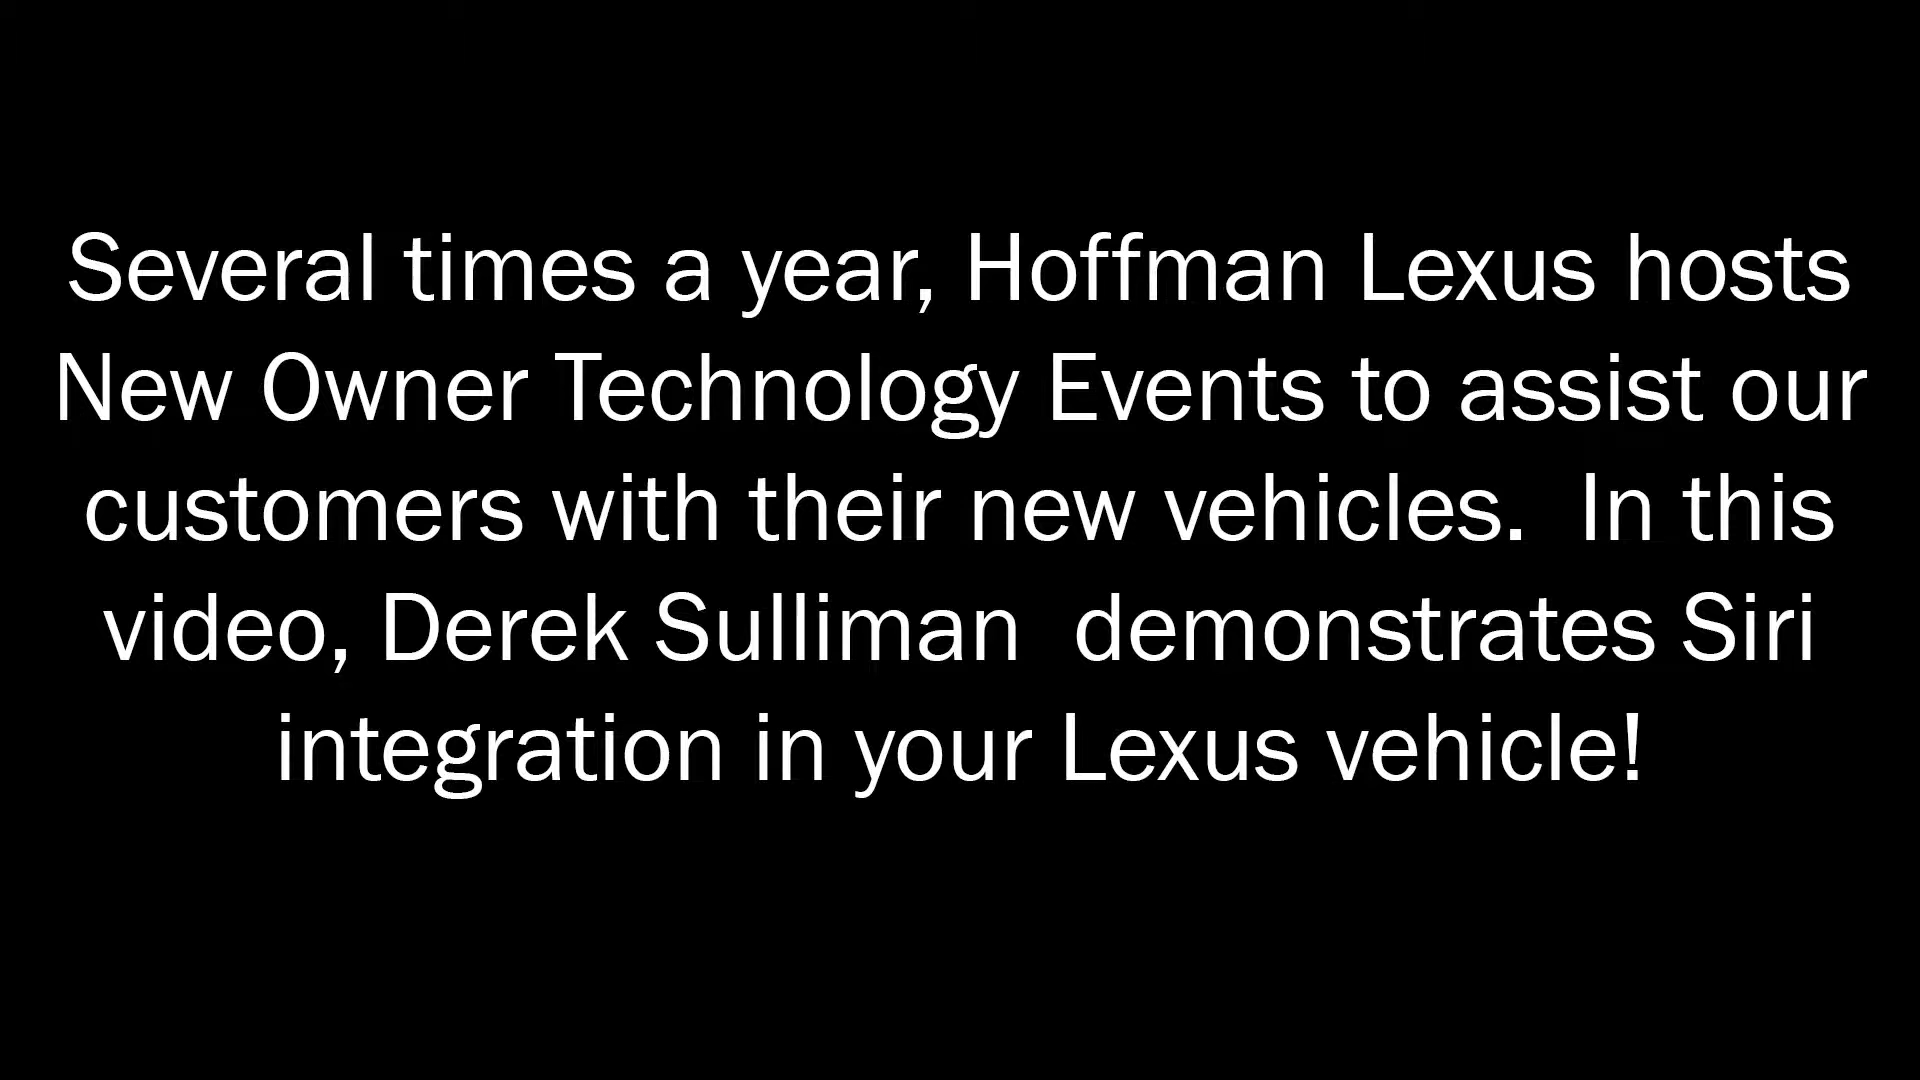 Several times a year, Hoffman Lexus hosts
New Owner Technology Events to assist our
customers with their new vehicles.  In this
video, Derek Sulliman  demonstrates Siri
integration in your Lexus vehicle!